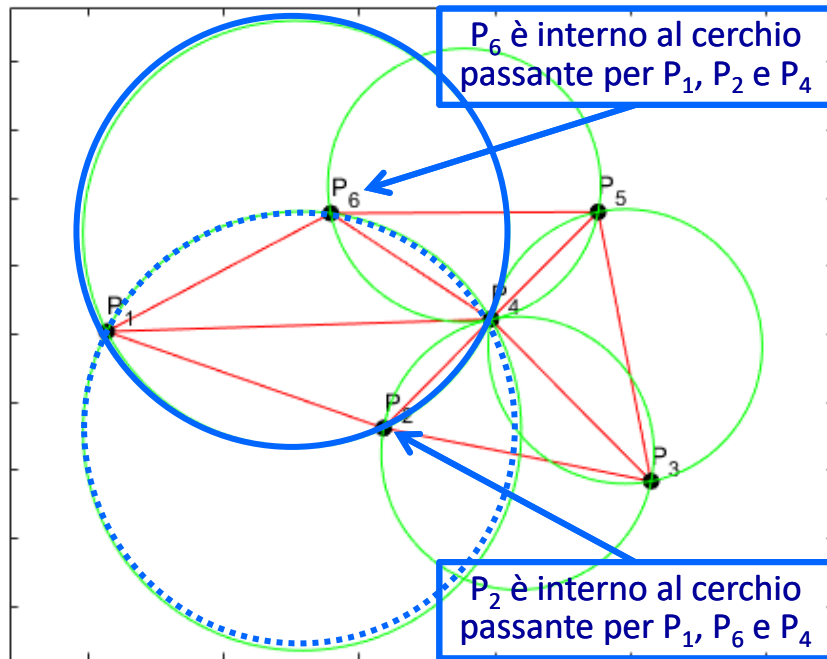 P₆ è interno al cerchio
passante per P₁, P₂ e P₄
P₆
P₅
P₄
P₁
P₂
P₃
P₂ è interno al cerchio
passante per P₁, P₆ e P₄